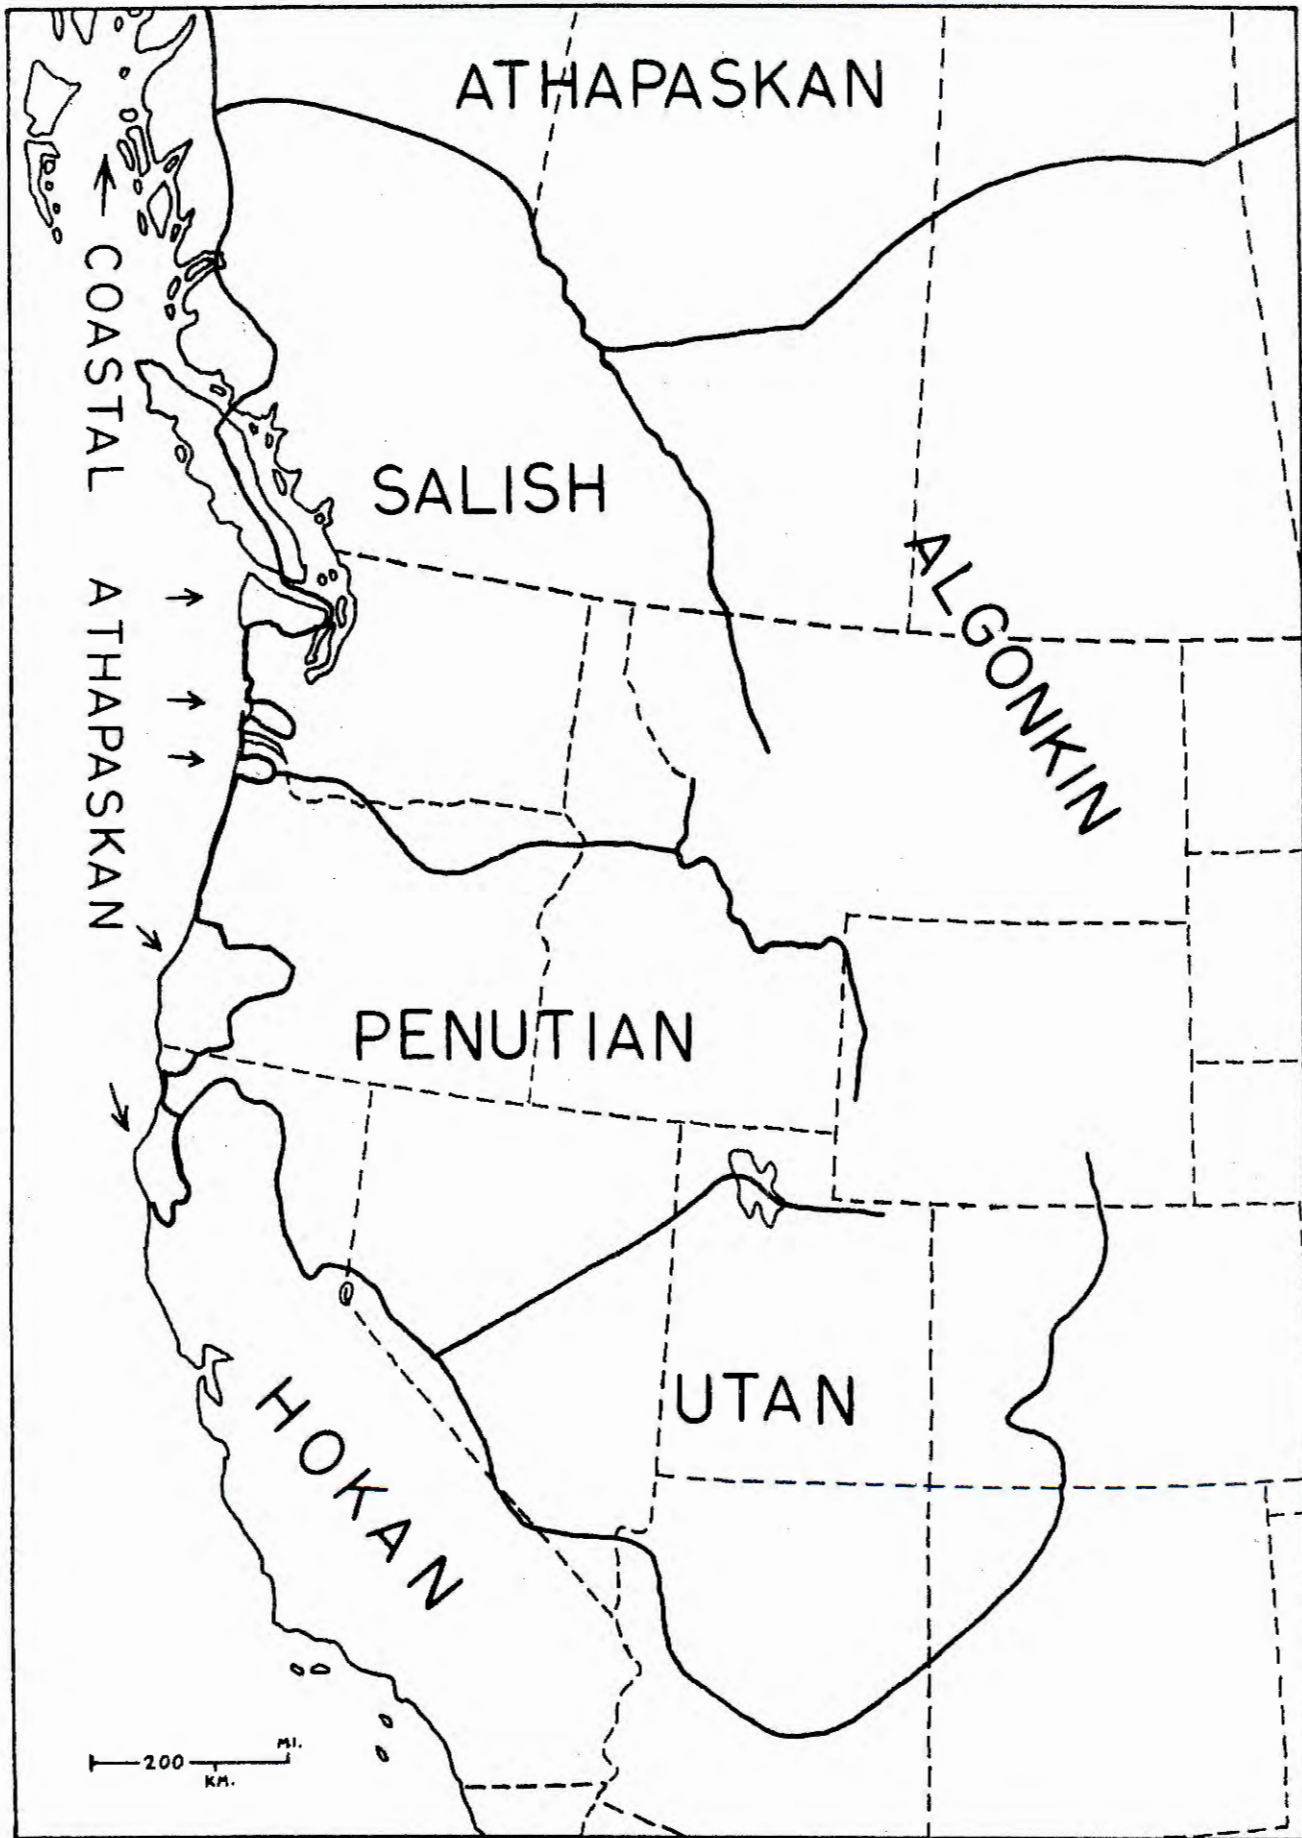 ATHAPASKAN
COASTAL ATHAPASKAN
SALISH
ALGONKIN
PENUTIAN
UTAN
HOKAN
MI.
200
KM.